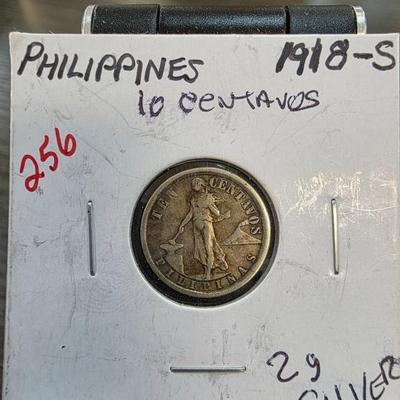 PHILIPPINES 1918-S
10 CENTAVOS
256
TEN CENTAVOS
FILIPINAS
2g
SILVER